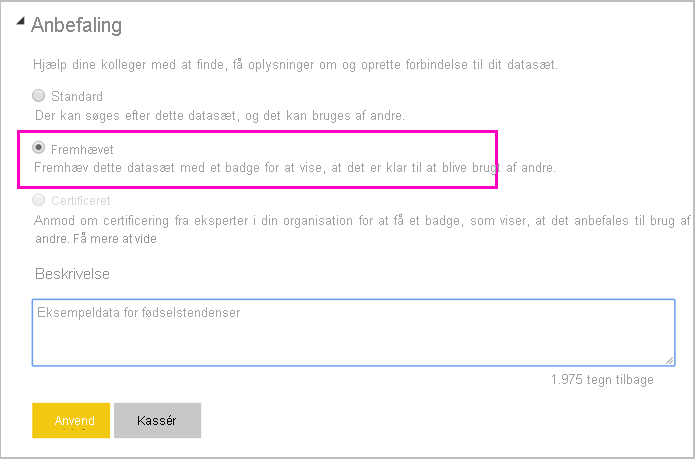 Anbefaling
Hjælp dine kolleger med at finde, få oplysninger om og oprette forbindelse til dit datasæt.
Standard
Der kan søges efter dette datasæt, og det kan bruges af andre.
Fremhævet
Fremhæv dette datasæt med et badge for at vise, at det er klar til at blive brugt af andre.
Certificeret
Anmod om certificering fra eksperter i din organisation for at få et badge, som viser, at det anbefales til brug af
andre. Få mere at vide
Beskrivelse
Eksempeldata for fødselstendenser
1.975 tegn tilbage
Anvend
Kassér